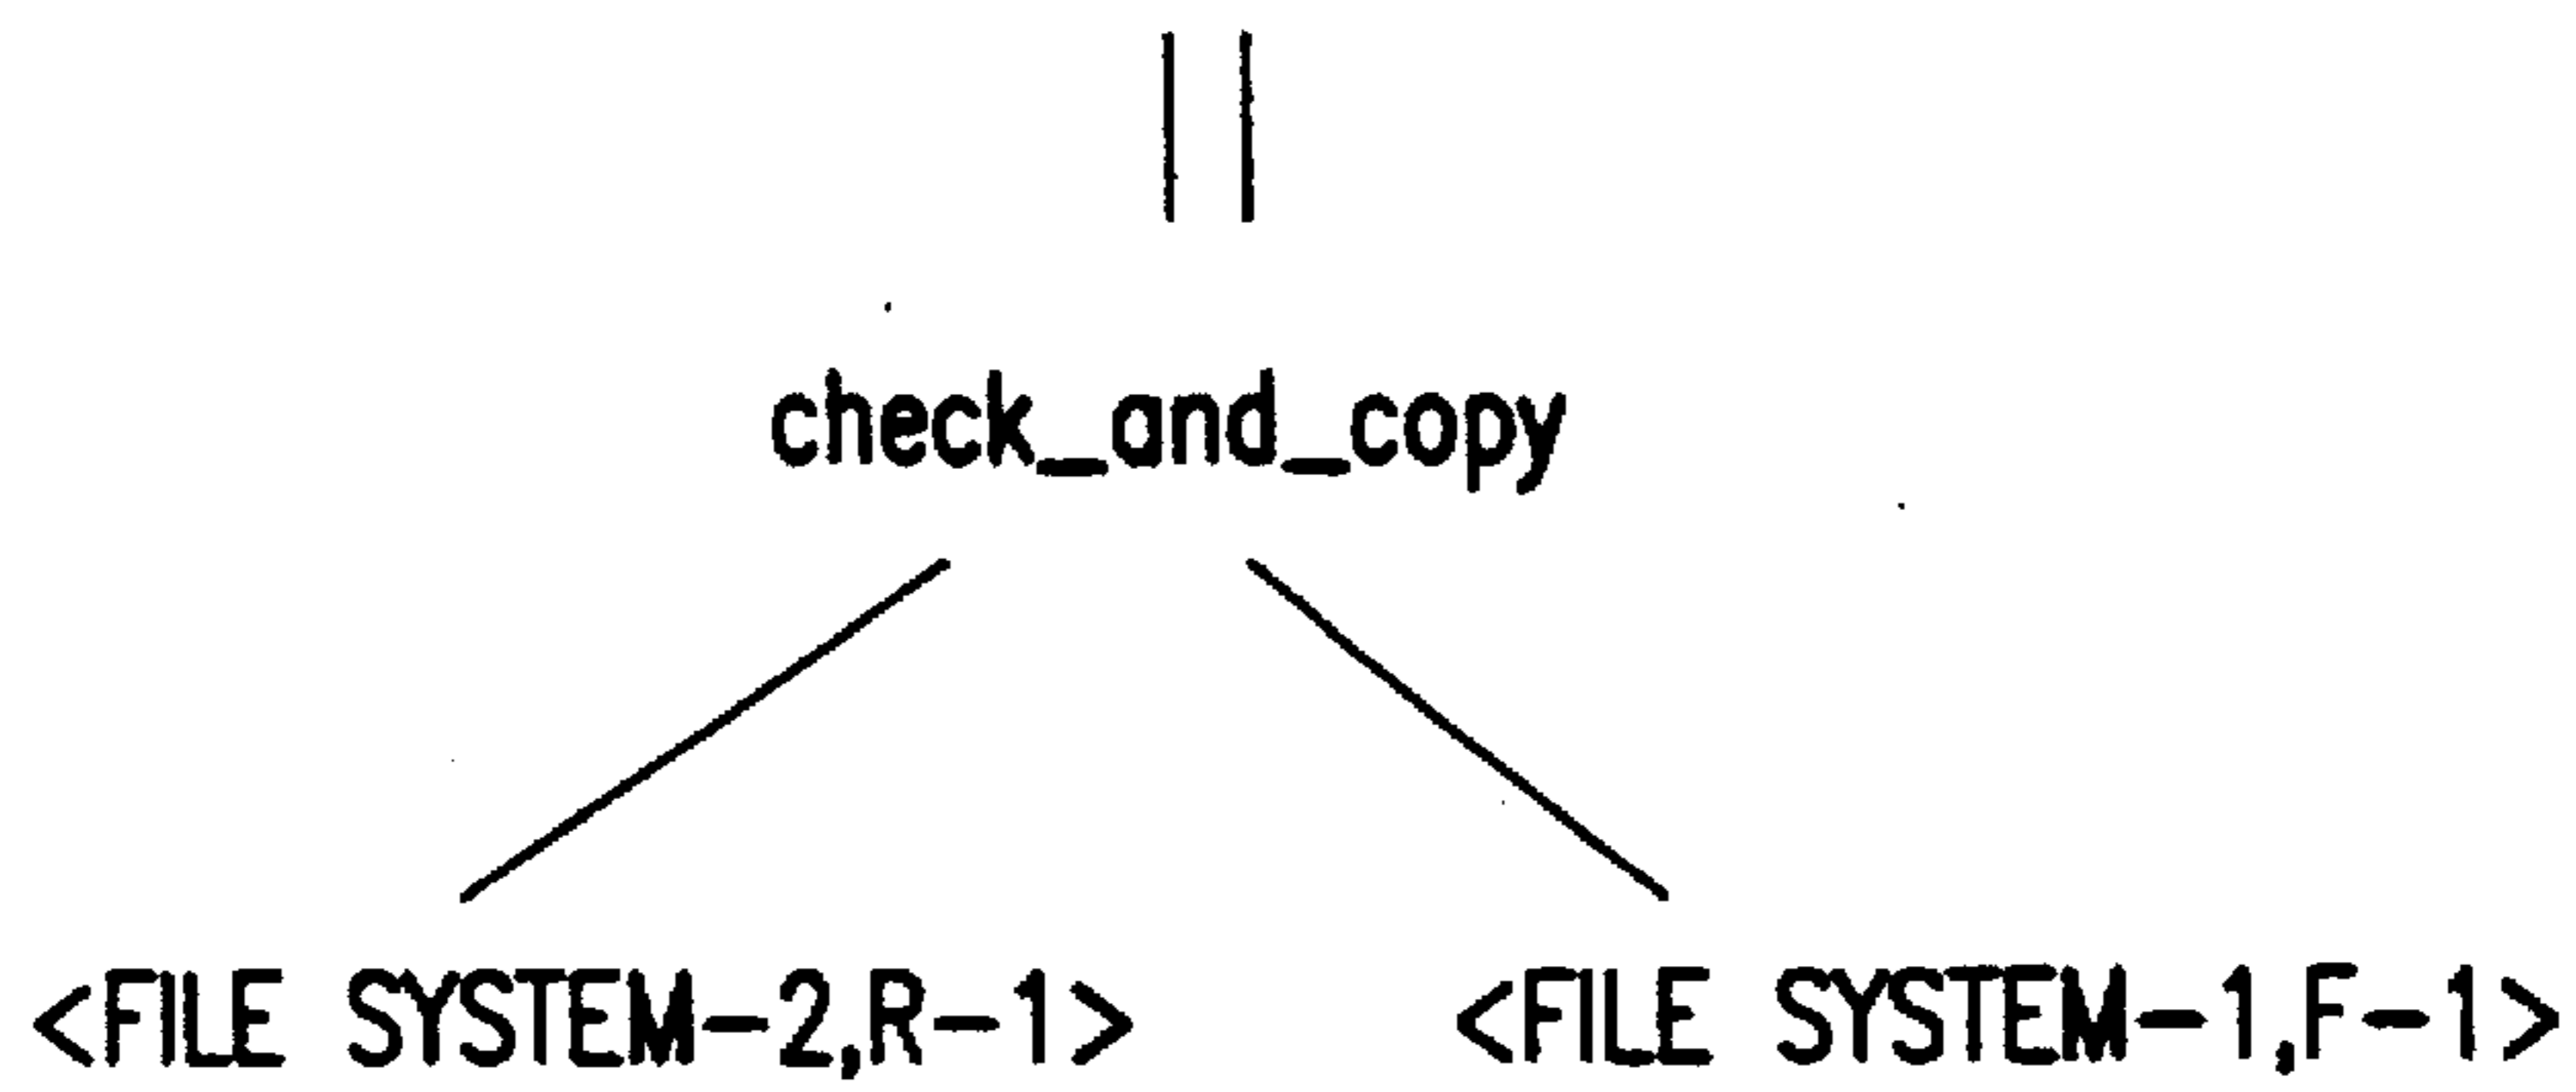 check_and_copy
<FILE SYSTEM-2,R-1> <FILE SYSTEM-1,F-1>